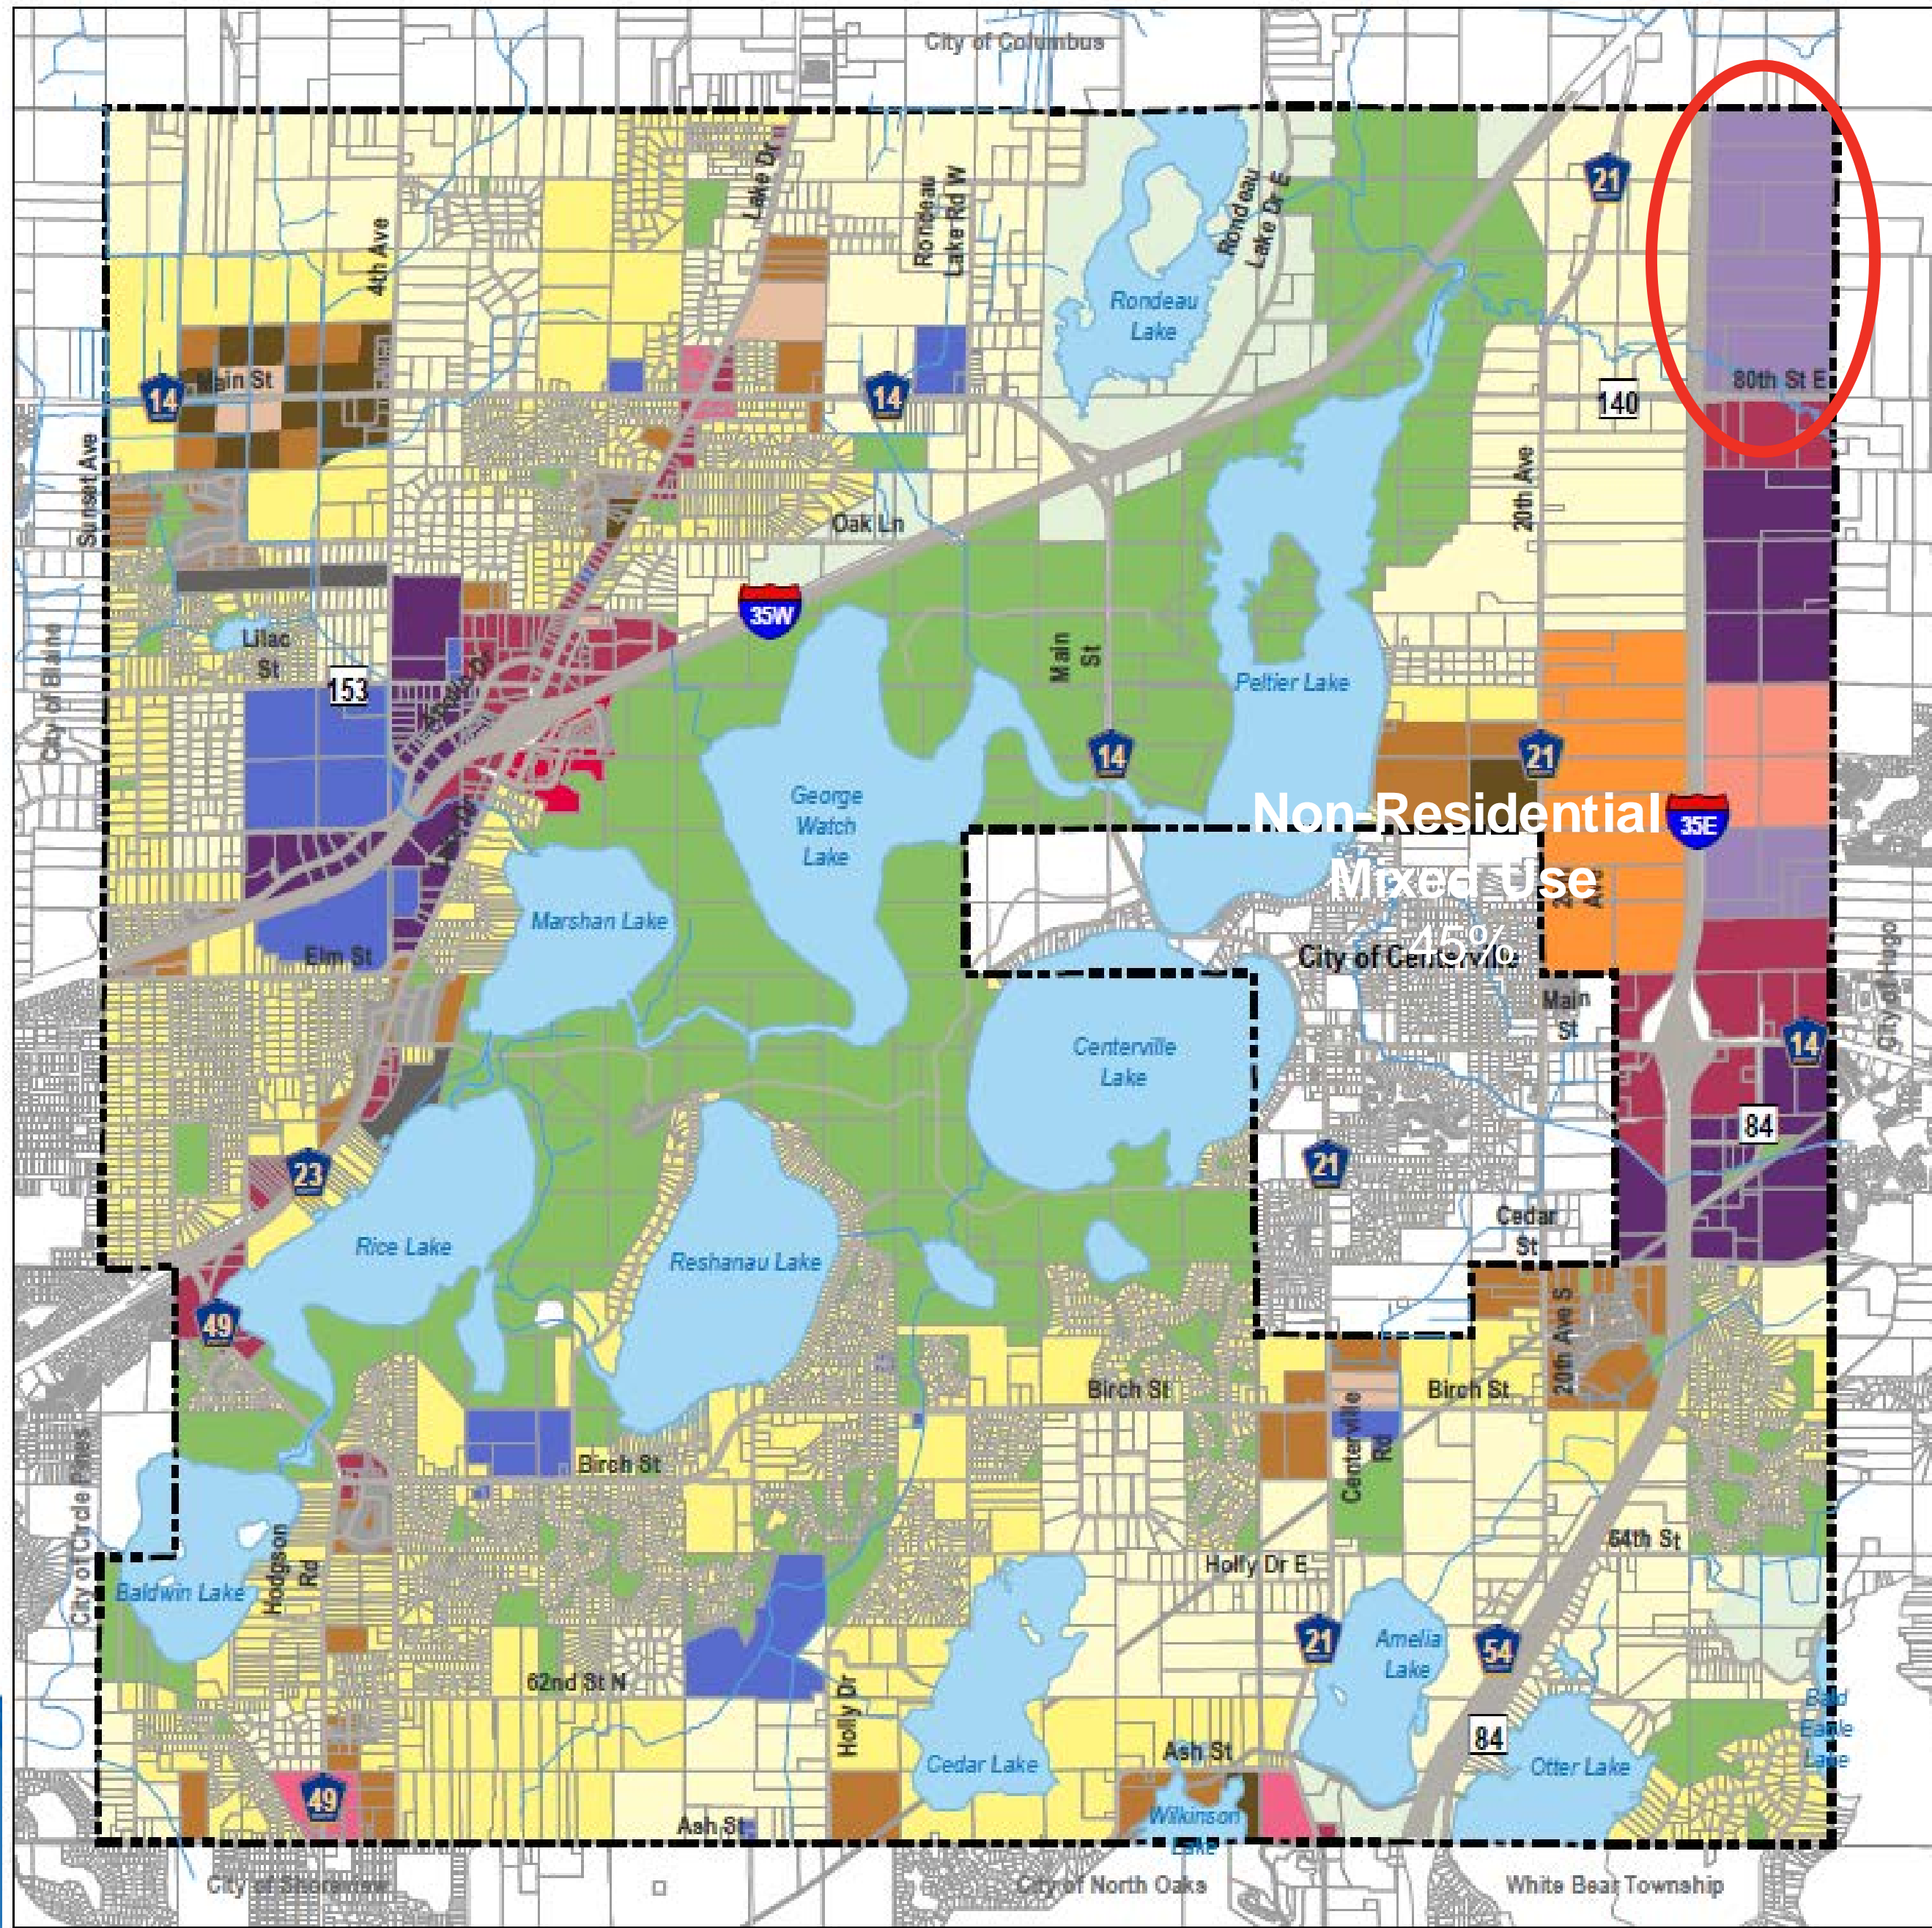 City of Columbus
Lake Dr
Rondeau
Lake Rd W
Rondeau
Lake Dr E
21
4th Ave
Rondeau
Lake
Main St
14
14
80th St E
140
Sunset Ave
20th Ave
Oak Ln
35W
Lilac
St
City of Blaine
153
Main
St
Peltier Lake
14
21
George
Watch
Lake
Non-Residential
Mixed Use
45%
35E
Ave
Marshan Lake
Elm St
City of Centerville
City of Hugo
Main
St
14
Centerville
Lake
84
23
21
Cedar
St
Rice Lake
Reshanau Lake
49
20th Ave S
Birch St
Birch St
Centerville
Rd
Birch St
City of Circle Pines
Hodgson
Rd
64th St
Holly Dr E
Baldwin Lake
21
Amelia
Lake
54
62nd St N
Holly Dr
Bald
Eagle
Lake
84
Ash St
Cedar Lake
Otter Lake
49
Wilkinson
Lake
Ash St
City of Shoreview
City of North Oaks
White Bear Township